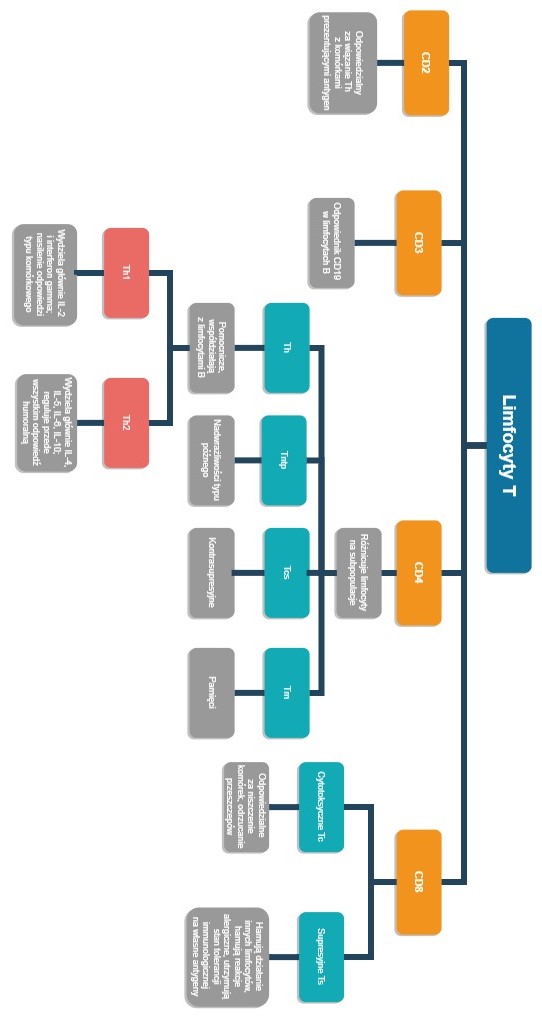 Limfocyty T
CD2
Odpowiedzialny
za wiązanie Th
z komórkami
prezentującymi antygen
CD3
Odpowiednik CD19
w limfocytach B
CD4
Różnicuje limfocyty
na subpopulacje
Th
Pomocnicze,
współdziałają
z limfocytami B
Th1
Wydziela głównie IL-2
i interferon gamma;
nasilenie odpowiedzi
typu komórkowego
Th2
Wydziela głównie IL-4,
IL-5, IL-6, IL-10;
reguluje przede
wszystkim odpowiedź
humoralną
Tntp
Nadwrażliwości typu
późnego
Tcs
Kontrasupresyjne
Tm
Pamięci
CD8
Cytotoksyczne Tc
Odpowiedzialne
za niszczenie
komórek, odrzucanie
przeszczepów
Supresyjne Ts
Hamują działanie
innych limfocytów,
hamują reakcje
alergiczne, utrzymują
stan tolerancji
immunologicznej
na własne antygeny